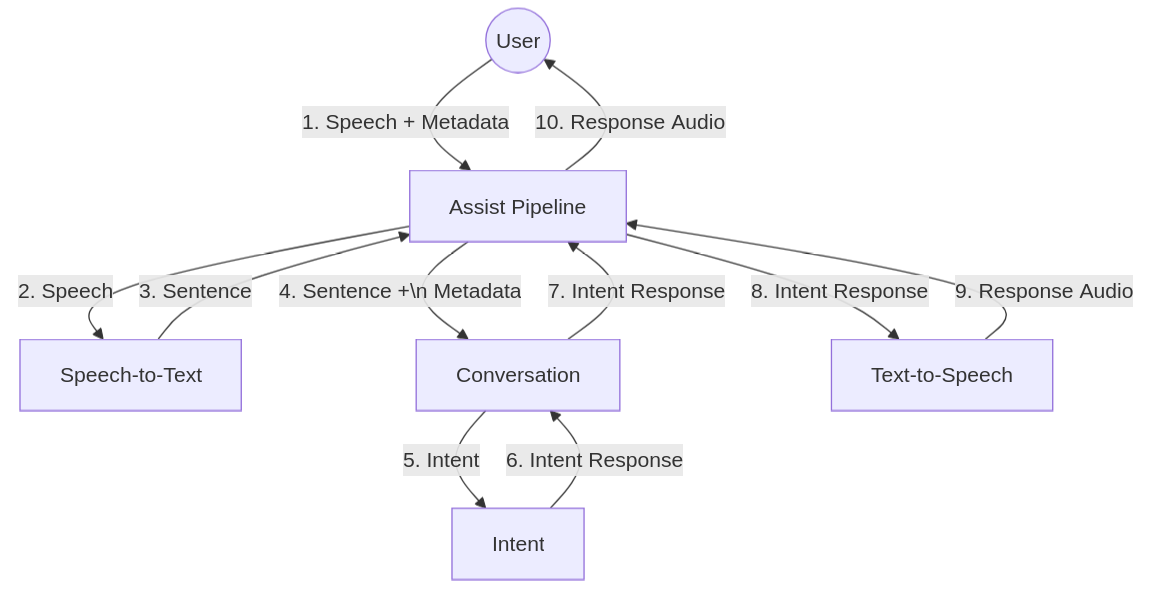 User
1. Speech + Metadata
10. Response Audio
Assist Pipeline
2. Speech
3. Sentence
4. Sentence +\n Metadata
7. Intent Response
8. Intent Response
9. Response Audio
Speech-to-Text
Conversation
Text-to-Speech
5. Intent
6. Intent Response
Intent